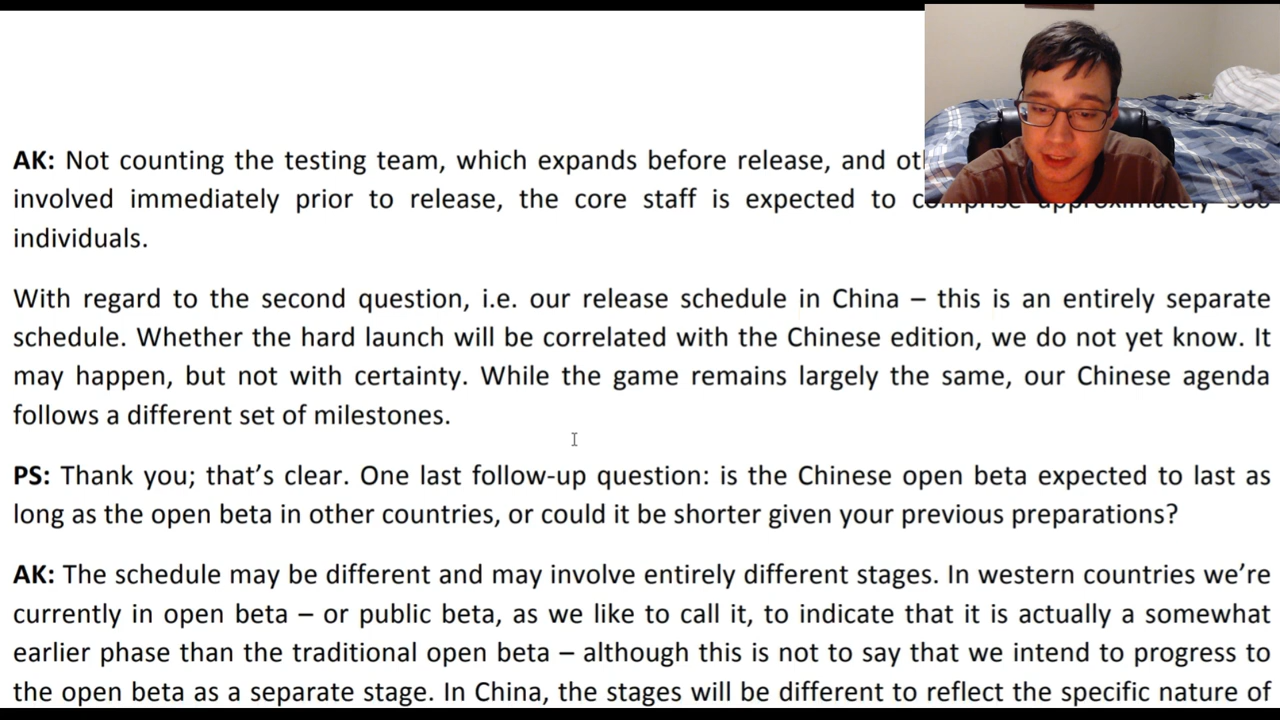 AK: Not counting the testing team, which expands before release, and
involved immediately prior to release, the core staff is expected to comprise approximately
individuals.
With regard to the second question, i.e. our release schedule in China – this is an entirely separate
schedule. Whether the hard launch will be correlated with the Chinese edition, we do not yet know. It
may happen, but not with certainty. While the game remains largely the same, our Chinese agenda
follows a different set of milestones.
PS: Thank you; that's clear. One last follow-up question: is the Chinese open beta expected to last as
long as the open beta in other countries, or could it be shorter given your previous preparations?
AK: The schedule may be different and may involve entirely different stages. In western countries we're
currently in open beta – or public beta, as we like to call it, to indicate that it is actually a somewhat
earlier phase than the traditional open beta – although this is not to say that we intend to progress to
the open beta as a separate stage. In China, the stages will be different to reflect the specific nature of